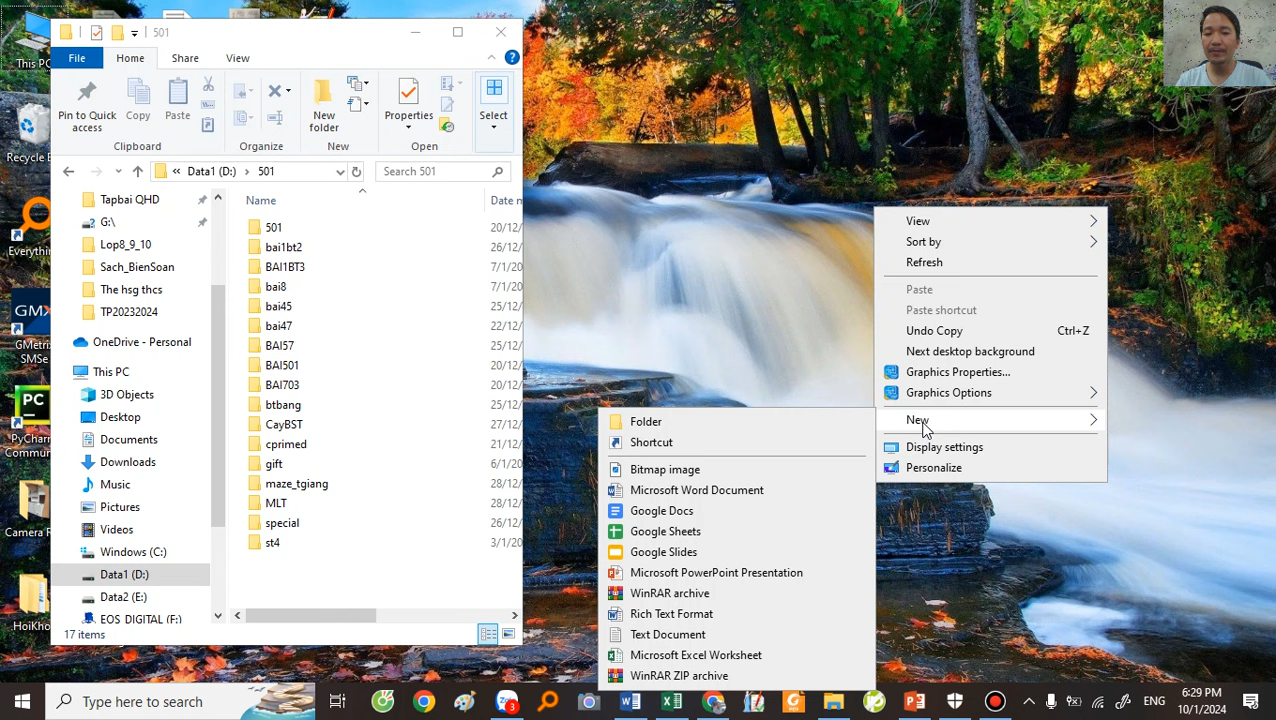 This PC
Recycle B
Everythin
GMX
GMetrix
SMSe
PC
PyCharm
Commun
Camera R
HoiKho
501
File
Home
Share
View
Pin to Quick
access
Copy
Paste
New
folder
Properties
Select
Clipboard
Organize
New
Open
Data1 (D:)
501
Search 501
Tapbai QHD
G:\
Lop8_9_10
Sach_BienSoan
The hsg thcs
TP20232024
OneDrive - Personal
This PC
3D Objects
Desktop
Documents
Downloads
Music
Pictures
Videos
Windows (C:)
Data1 (D:)
Data2 (E:)
EOS_DIGITAL (F:)
17 items
Name
Date m
501
20/12/
bai1bt2
26/12/
BAI1BT3
7/1/20
bai8
7/1/20
bai45
25/12/
bai47
22/12/
BAI57
25/12/
BAI501
20/12/
BAI703
20/12/
btbang
25/12/
CayBST
27/12/
cprimed
21/12/
gift
6/1/20
maze_tgiang
28/12/
MLT
28/12/
special
26/12/
st4
3/1/20
View
Sort by
Refresh
Paste
Paste shortcut
Undo Copy
Ctrl+Z
Next desktop background
Graphics Properties...
Graphics Options
New
Display settings
Personalize
Folder
Shortcut
Bitmap image
Microsoft Word Document
Google Docs
Google Sheets
Google Slides
Microsoft PowerPoint Presentation
WinRAR archive
Rich Text Format
Text Document
Microsoft Excel Worksheet
WinRAR ZIP archive
Type here to search
Zalo
3
ENG
6:29 PM
10/1/2024